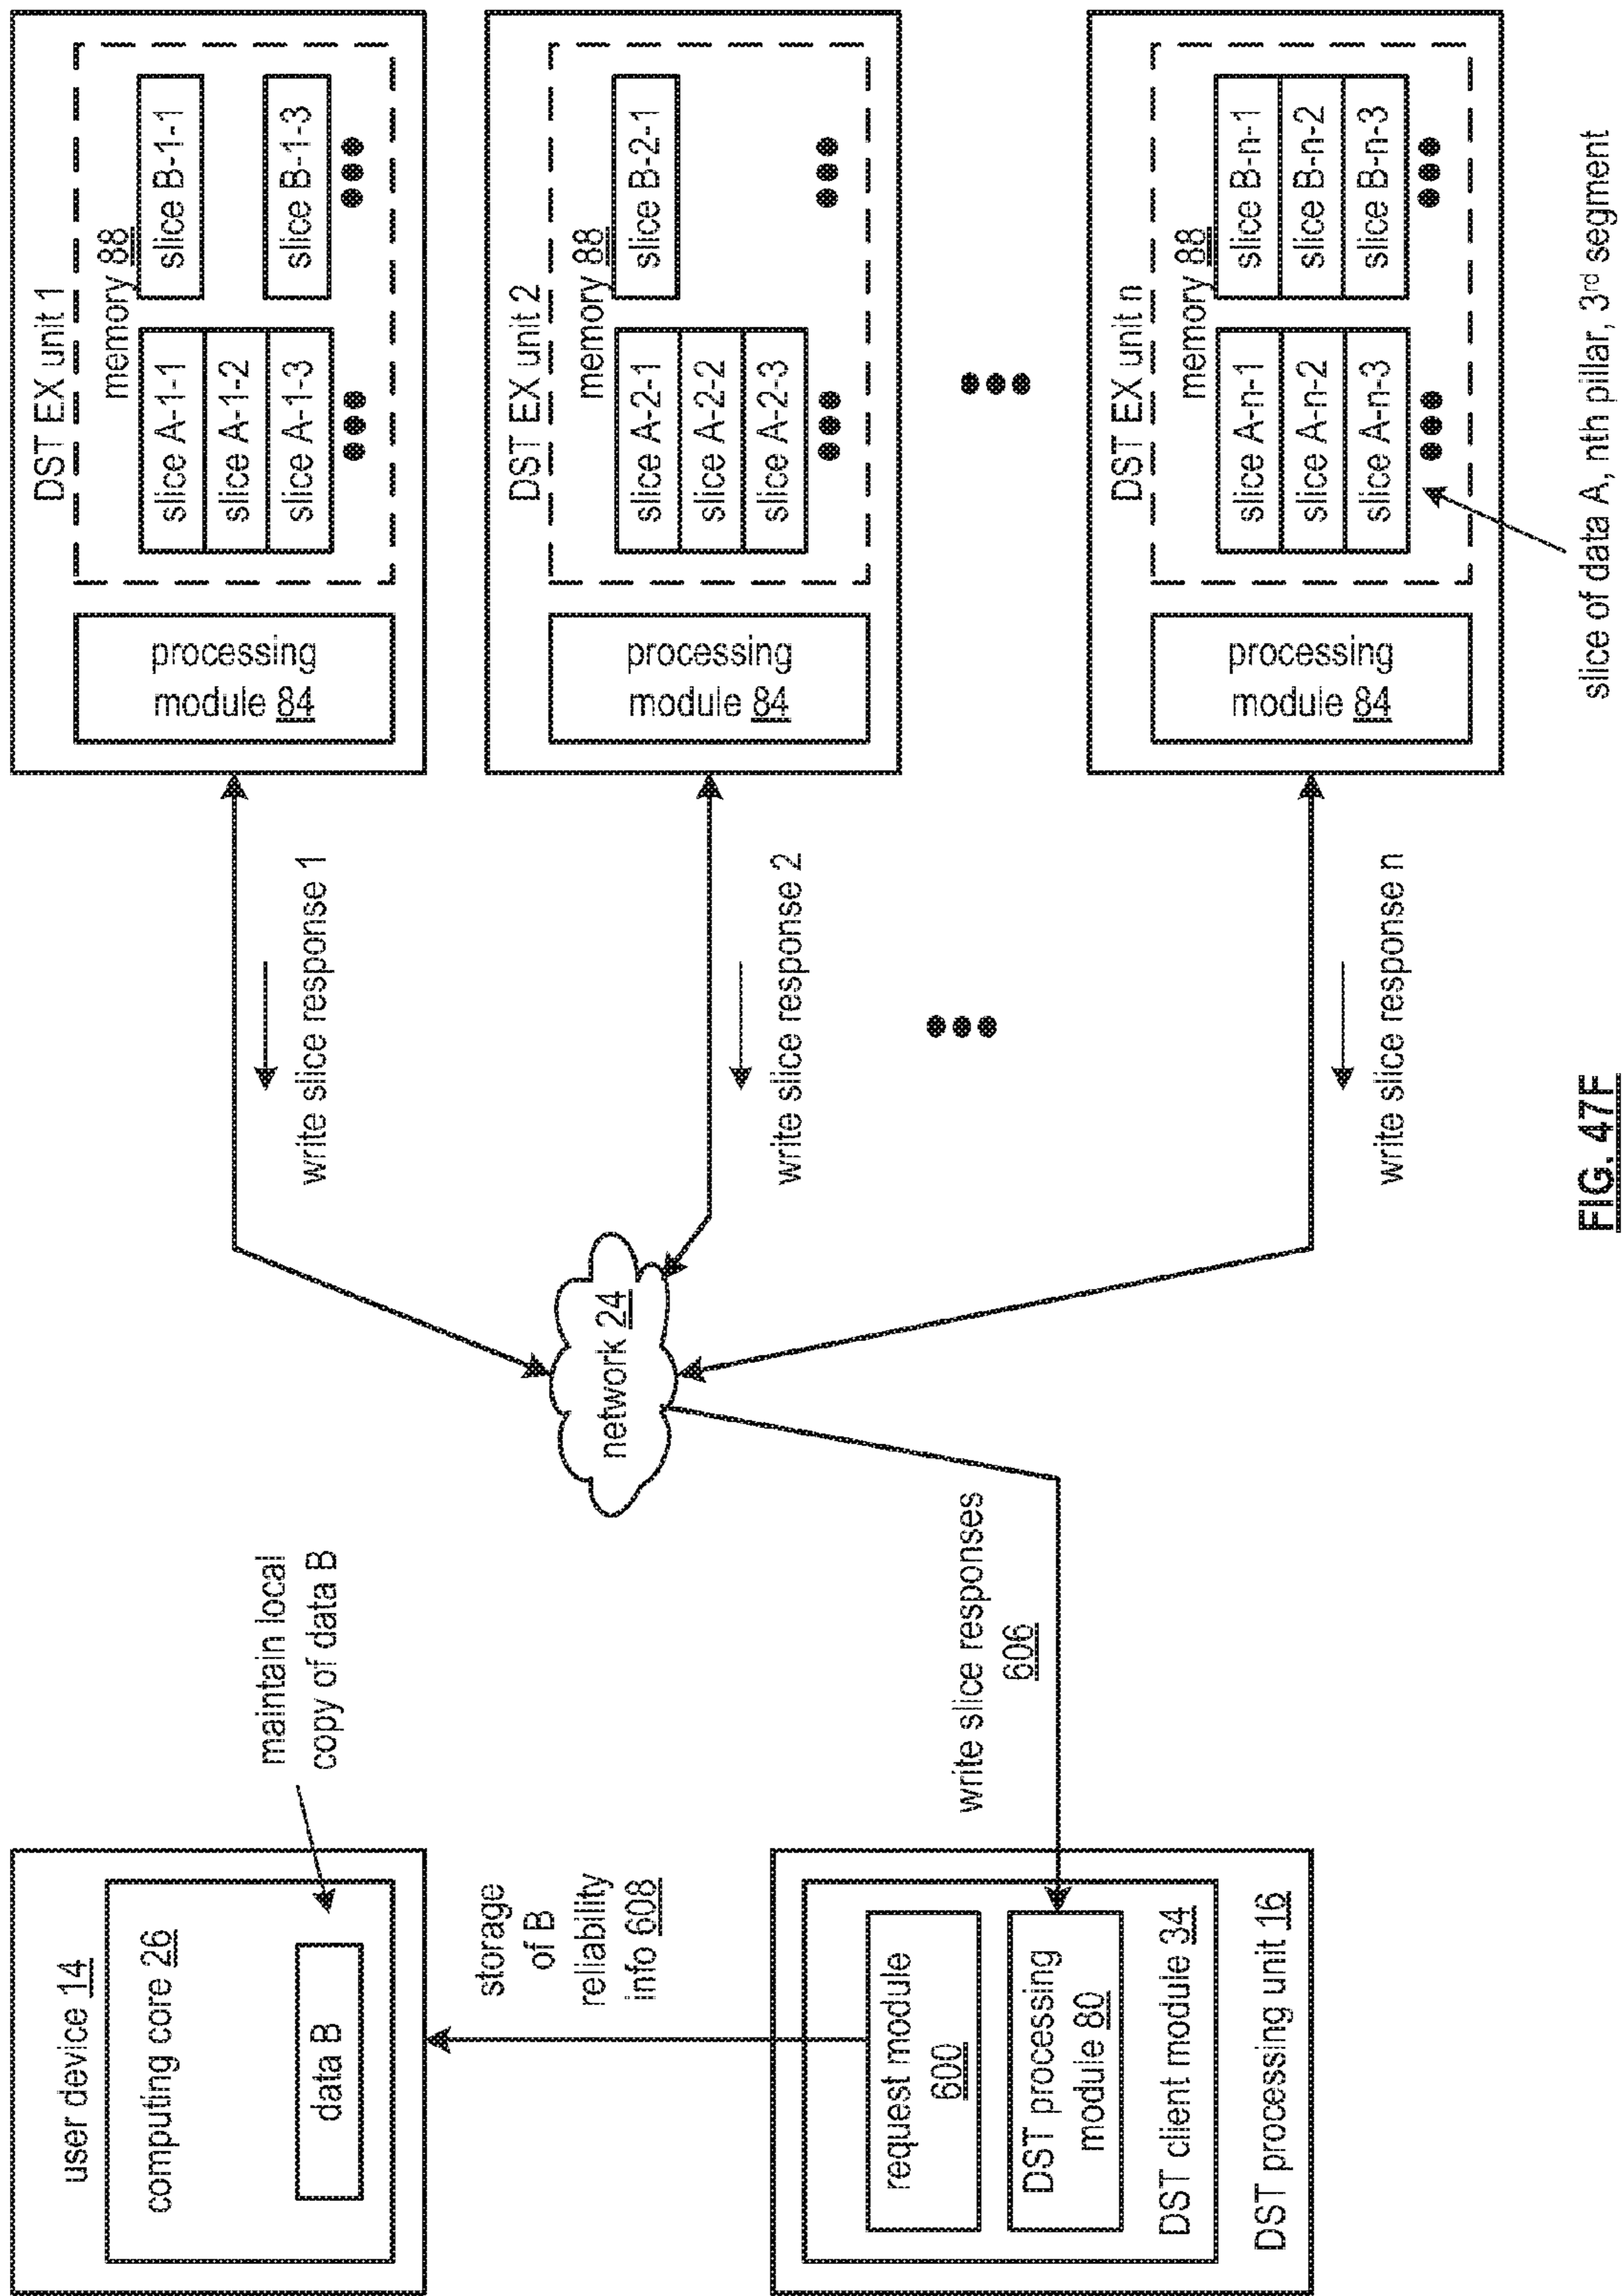 user device 14
computing core 26
data B
maintain local
copy of data B
storage
of B
reliability
info 608
request module
600
DST processing
module 80
DST client module 34
DST processing unit 16
write slice responses
606
network 24
write slice response 1
write slice response 2
write slice response n
DST EX unit 1
processing
module 84
memory 88
slice A-1-1
slice A-1-2
slice A-1-3
slice B-1-1
slice B-1-3
DST EX unit 2
processing
module 84
memory 88
slice A-2-1
slice A-2-2
slice A-2-3
slice B-2-1
DST EX unit n
processing
module 84
memory 88
slice A-n-1
slice A-n-2
slice A-n-3
slice B-n-1
slice B-n-2
slice B-n-3
slice of data A, nth pillar, 3rd segment
FIG. 47F